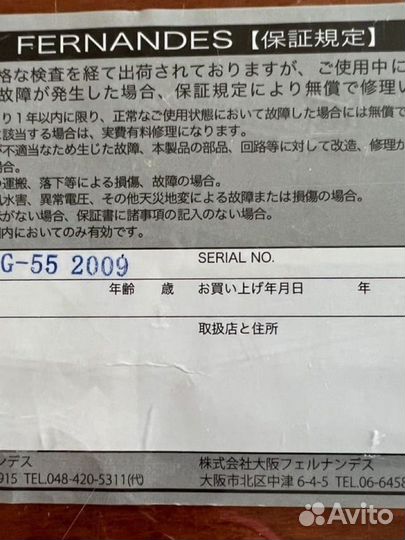 FERNANDES 【保証規定】
格な検査を経て出荷されておりますが、ご使用中に
故障が発生した場合、保証規定により無償で修理い
り1年以内に限り、正常なご使用状態において故障した場合には無償で
に該当する場合は、実費有料修理になります。
が不適当なため生じた故障、本製品の部品、回路等に対して改造、修理が
場合。
の運搬、落下等による損傷、故障の場合。
水害、異常電圧、その他天災地変による故障または損傷の場合。
示がない場合、保証書に諸事項の記入のない場合。
内においてのみ有効です。
G-55 2009 SERIAL NO.
年齢 歳 お買い上げ年月日 年
取扱店と住所
ンデス 株式会社大阪フェルナンデス
915 TEL.048-420-5311(代) 大阪市北区中津 6-4-5 TEL.06-6458
Avito